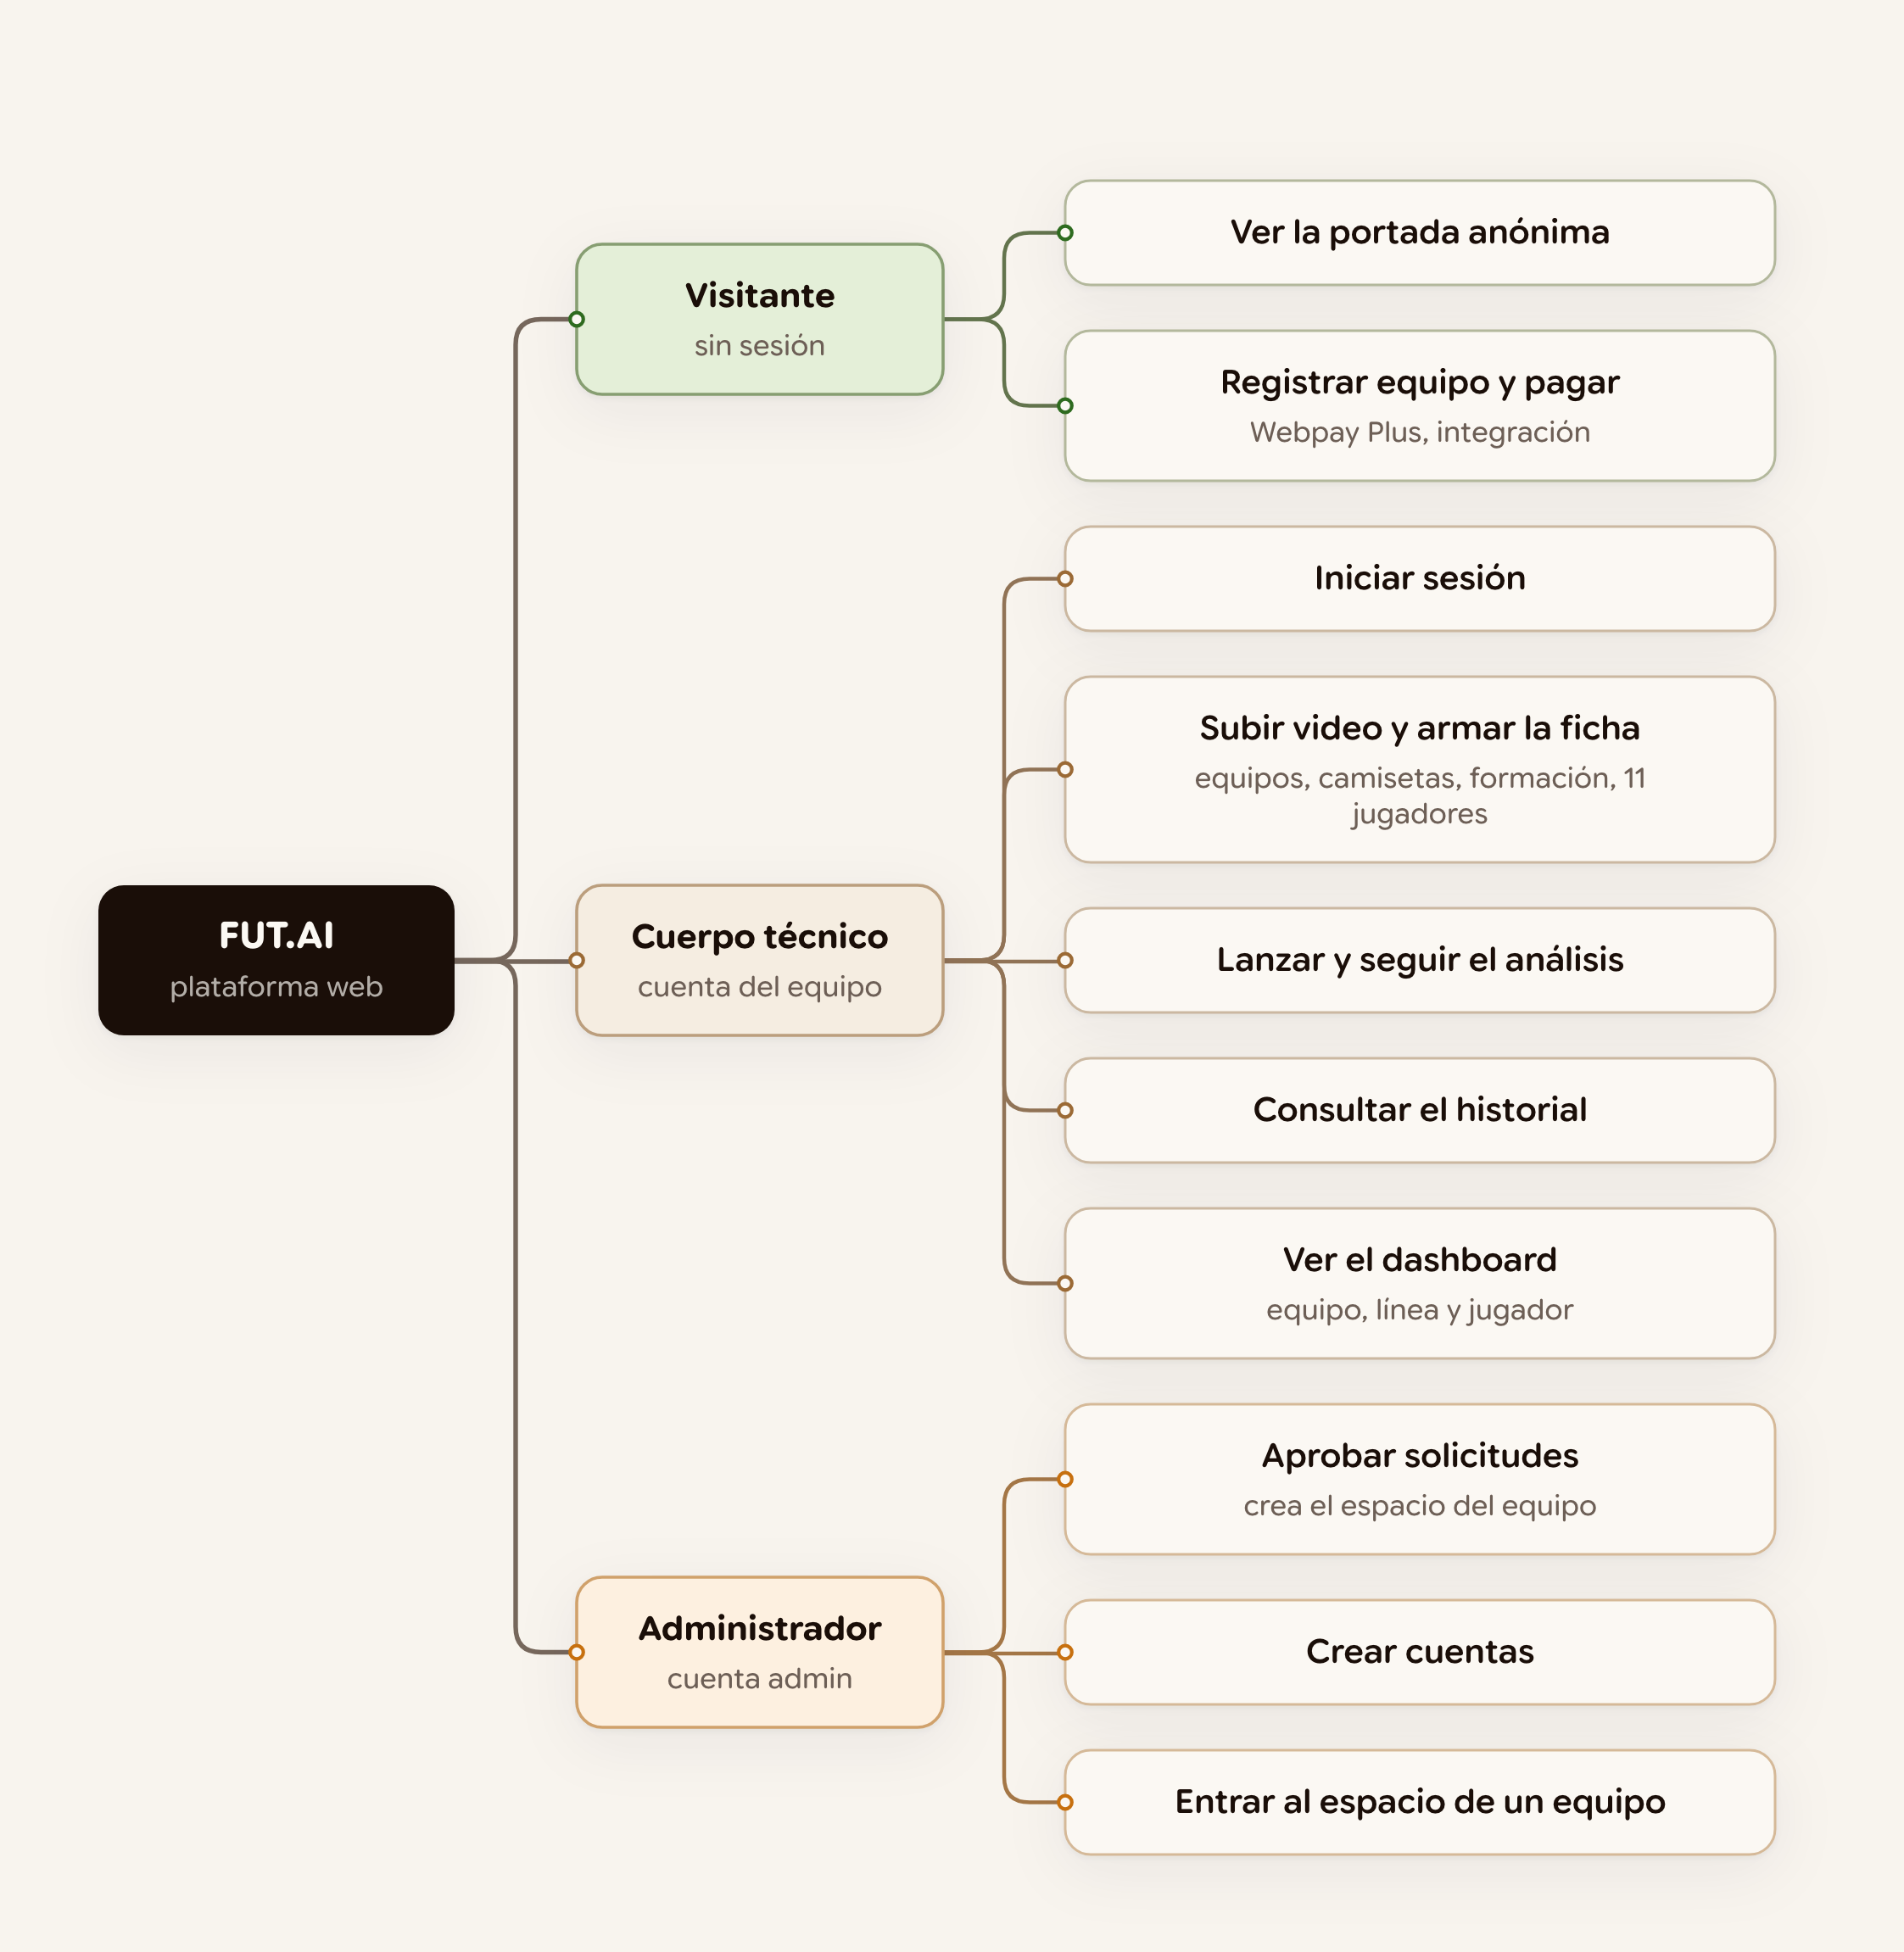 FUT.AI
plataforma web
Visitante
sin sesión
Ver la portada anónima
Registrar equipo y pagar
Webpay Plus, integración
Cuerpo técnico
cuenta del equipo
Iniciar sesión
Subir video y armar la ficha
equipos, camisetas, formación, 11
jugadores
Lanzar y seguir el análisis
Consultar el historial
Ver el dashboard
equipo, línea y jugador
Administrador
cuenta admin
Aprobar solicitudes
crea el espacio del equipo
Crear cuentas
Entrar al espacio de un equipo